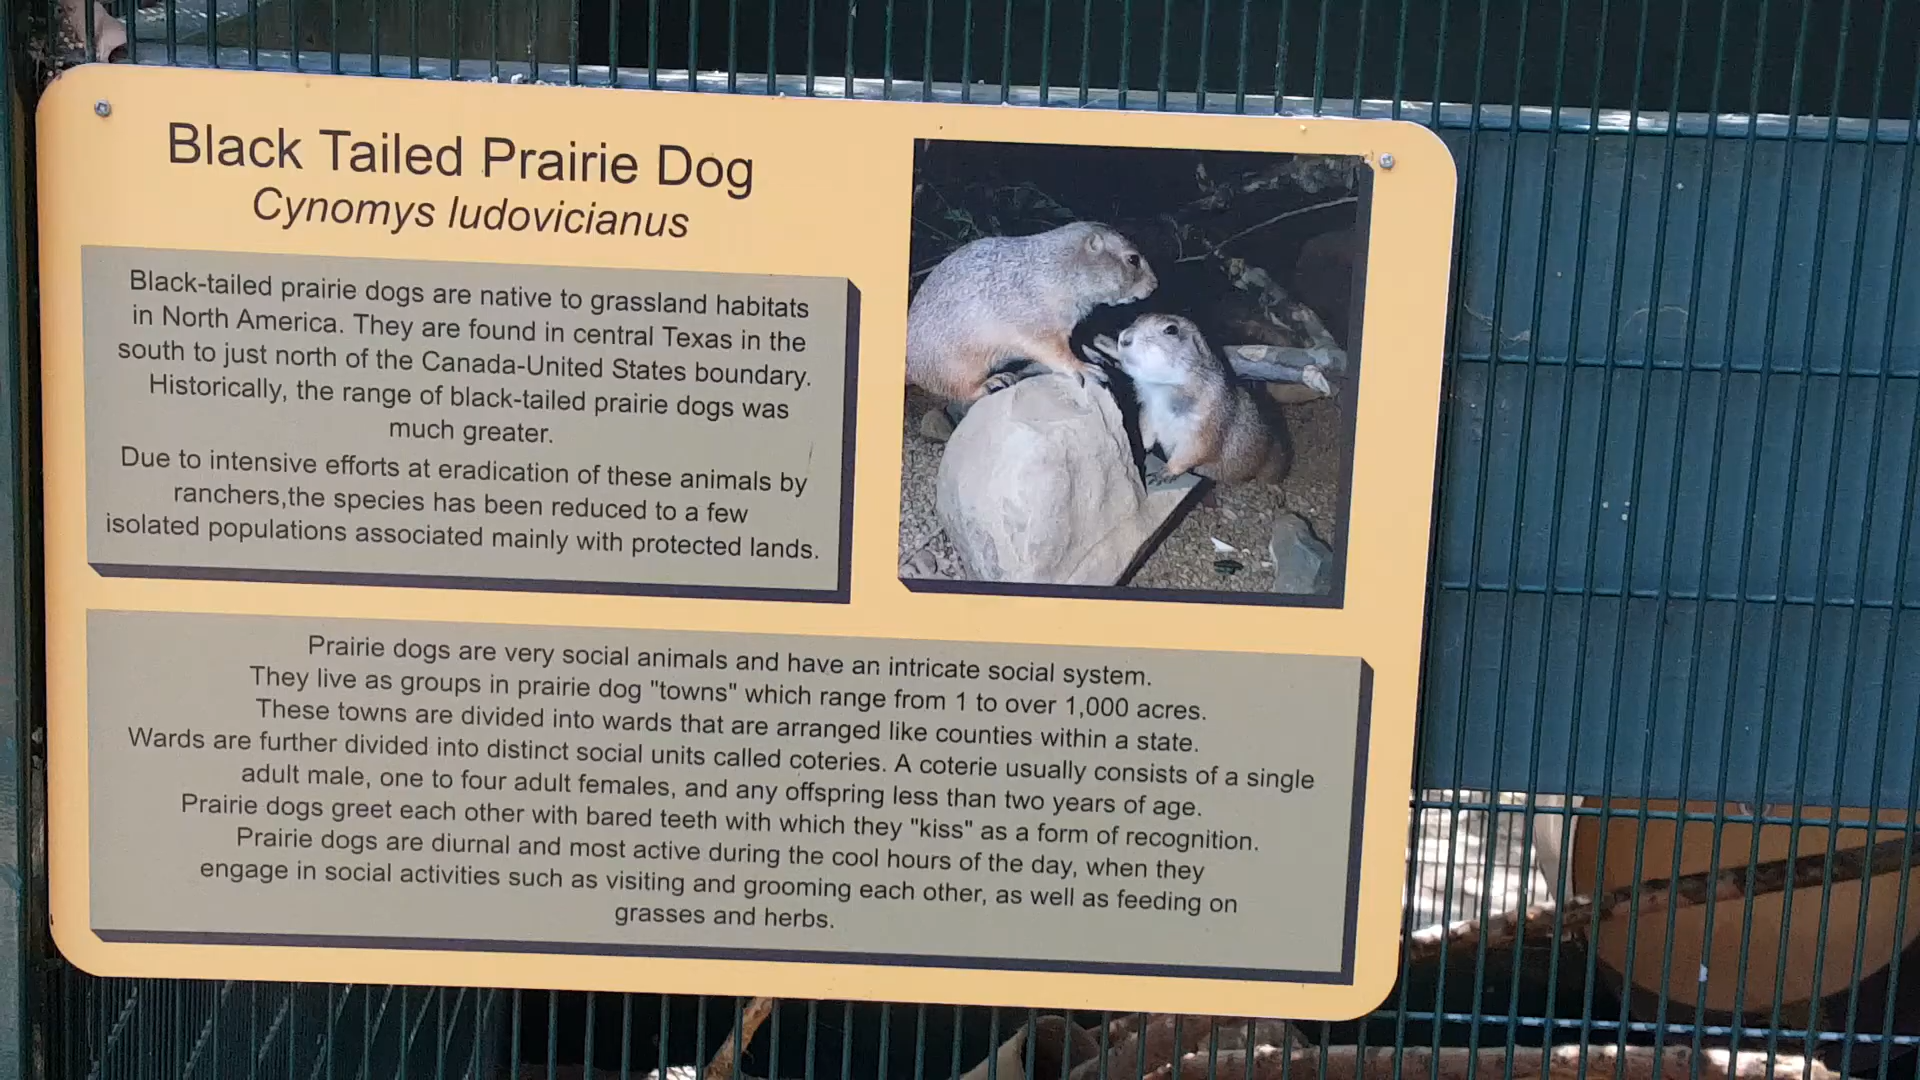 Black Tailed Prairie Dog
Cynomys ludovicianus
Black-tailed prairie dogs are native to grassland habitats
in North America. They are found in central Texas in the
south to just north of the Canada-United States boundary.
Historically, the range of black-tailed prairie dogs was
much greater.
Due to intensive efforts at eradication of these animals by
ranchers,the species has been reduced to a few
isolated populations associated mainly with protected lands.
Prairie dogs are very social animals and have an intricate social system.
They live as groups in prairie dog "towns" which range from 1 to over 1,000 acres.
These towns are divided into wards that are arranged like counties within a state.
Wards are further divided into distinct social units called coteries. A coterie usually consists of a single
adult male, one to four adult females, and any offspring less than two years of age.
Prairie dogs greet each other with bared teeth with which they "kiss" as a form of recognition.
Prairie dogs are diurnal and most active during the cool hours of the day, when they
engage in social activities such as visiting and grooming each other, as well as feeding on
grasses and herbs.